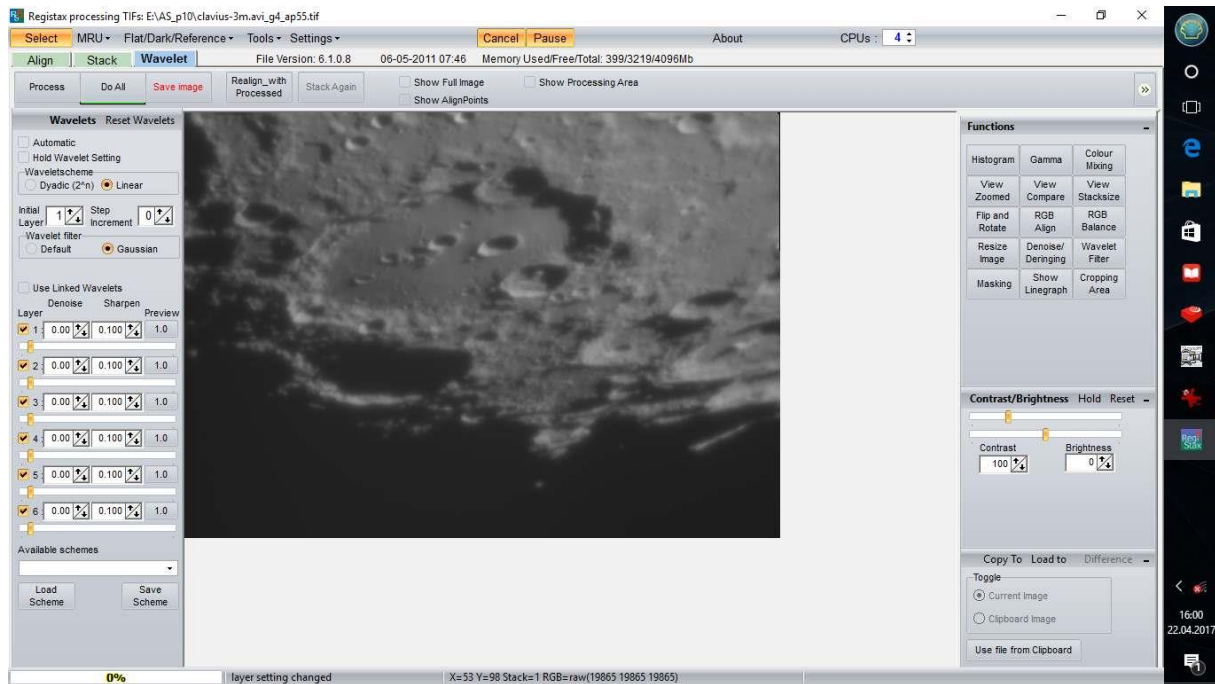 Registax processing TIFs: E:\AS_p10\clavius-3m.avi_g4_ap55.tif
Select MRU Flat/Dark/Reference Tools Settings Cancel Pause About CPUs : 4
Align Stack Wavelet File Version: 6.1.0.8 06-05-2011 07:46 Memory Used/Free/Total: 399/3219/4096Mb
Process Do All Save image Realign_with Processed Stack Again
Show Full Image Show Processing Area
Show AlignPoints
Wavelets Reset Wavelets
Automatic
Hold Wavelet Setting
Waveletscheme
Dyadic (2^n) Linear
Initial Layer 1 Step Increment 0
Wavelet filter
Default Gaussian
Use Linked Wavelets
Denoise Sharpen
Layer Preview
1 : 0.00 0.100 1.0
2 : 0.00 0.100 1.0
3 : 0.00 0.100 1.0
4 : 0.00 0.100 1.0
5 : 0.00 0.100 1.0
6 : 0.00 0.100 1.0
Available schemes
Load Scheme Save Scheme
Functions
Histogram Gamma Colour Mixing
View Zoomed View Compare View Stacksize
Flip and Rotate RGB Align RGB Balance
Resize Image Denoise/ Deringing Wavelet Filter
Masking Show Linegraph Cropping Area
Contrast/Brightness Hold Reset
Contrast Brightness
100 0
Copy To Load to Difference
Toggle
Current Image
Clipboard Image
Use file from Clipboard
0% layer setting changed X=53 Y=98 Stack=1 RGB=raw(19865 19865 19865)
Regi Stax
16:00
22.04.2017
1